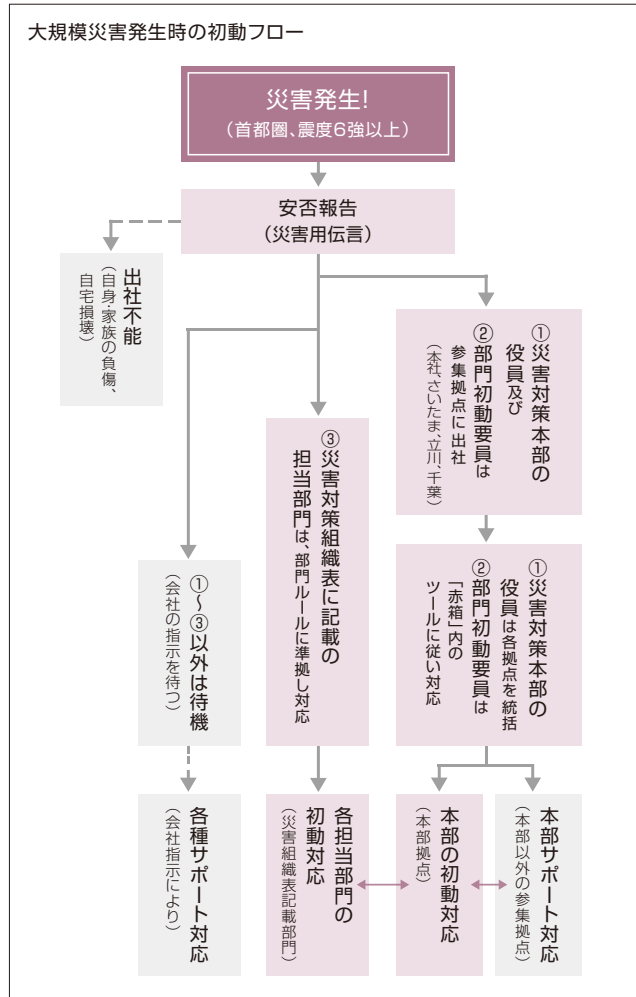 大規模災害発生時の初動フロー
災害発生!
(首都圏、震度6強以上)
安否報告
(災害用伝言)
出社不能
(自身・家族の負傷、
自宅損壊)
①災害対策本部の
役員及び
②部門初動要員は
参集拠点に出社
(本社、さいたま、立川、千葉)
③災害対策組織表に記載の
担当部門は、部門ルールに準拠し対応
①〜③以外は待機
(会社の指示を待つ)
①災害対策本部の
役員は各拠点を統括
②部門初動要員は
「赤箱」内の
ツールに従い対応
各種サポート対応
(会社指示により)
各担当部門の
初動対応
(災害組織表記載部門)
本部の初動対応
(本部拠点)
本部サポート対応
(本部以外の参集拠点)